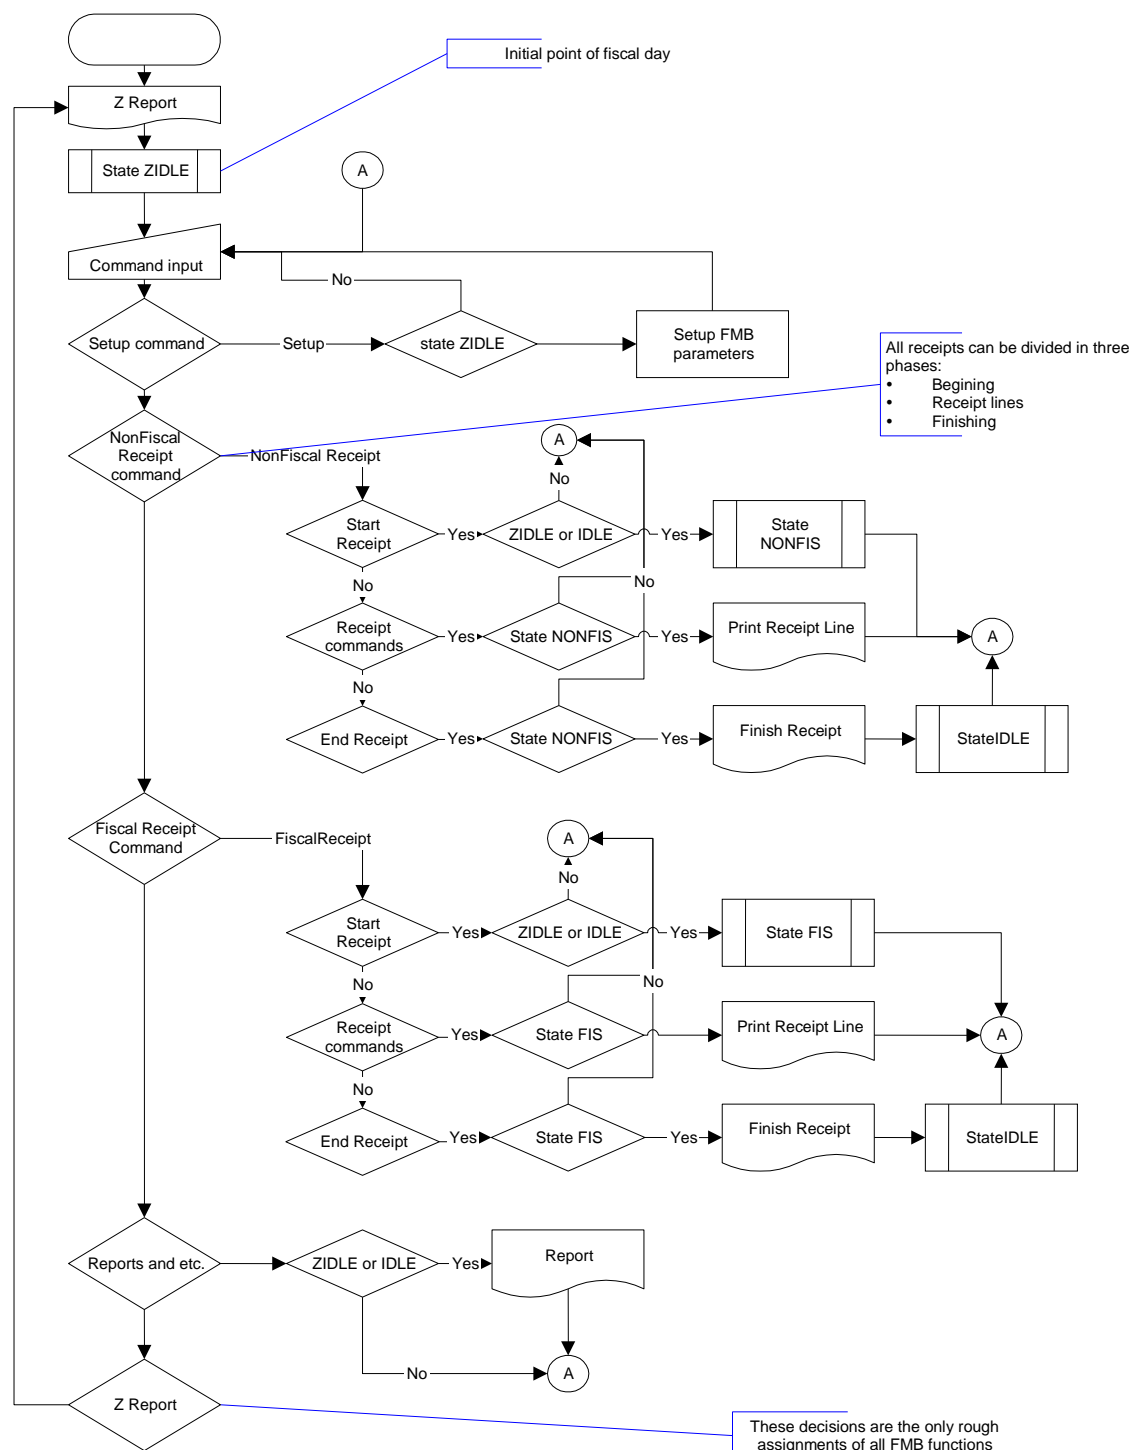 Initial point of fiscal day
Z Report
State ZIDLE
A
Command input
No
Setup command
Setup
state ZIDLE
Setup FMB
parameters
All receipts can be divided in three
phases:
• Begining
• Receipt lines
• Finishing
NonFiscal
Receipt
command
NonFiscal Receipt
A
No
Start
Receipt
Yes
ZIDLE or IDLE
Yes
State
NONFIS
No
No
Receipt
commands
Yes
State NONFIS
Yes
Print Receipt Line
A
No
End Receipt
Yes
State NONFIS
Yes
Finish Receipt
StateIDLE
Fiscal Receipt
Command
FiscalReceipt
A
No
Start
Receipt
Yes
ZIDLE or IDLE
Yes
State FIS
No
No
Receipt
commands
Yes
State FIS
Print Receipt Line
A
No
End Receipt
Yes
State FIS
Yes
Finish Receipt
StateIDLE
Reports and etc.
ZIDLE or IDLE
Yes
Report
No
A
Z Report
These decisions are the only rough
assignments of all FMB functions